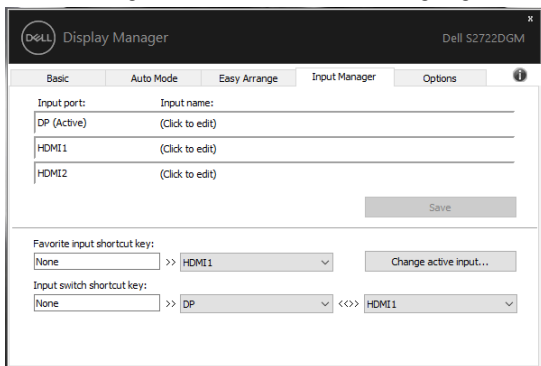 x
DELL Display Manager Dell S2722DGM
Basic Auto Mode Easy Arrange Input Manager Options i
Input port: Input name:
DP (Active) (Click to edit)
HDMI1 (Click to edit)
HDMI2 (Click to edit)
Save
Favorite input shortcut key:
None >> HDMI1 Change active input...
Input switch shortcut key:
None >> DP <<>> HDMI1